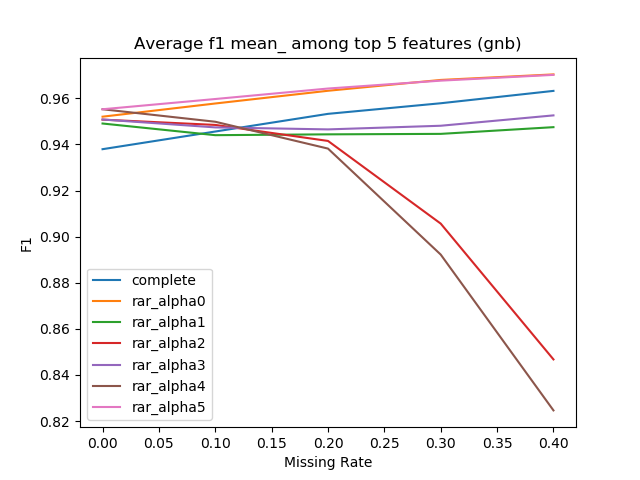 Average f1 mean_ among top 5 features (gnb)
F1
0.96
0.94
0.92
0.90
0.88
0.86
0.84
0.82
complete
rar_alpha0
rar_alpha1
rar_alpha2
rar_alpha3
rar_alpha4
rar_alpha5
0.00 0.05 0.10 0.15 0.20 0.25 0.30 0.35 0.40
Missing Rate